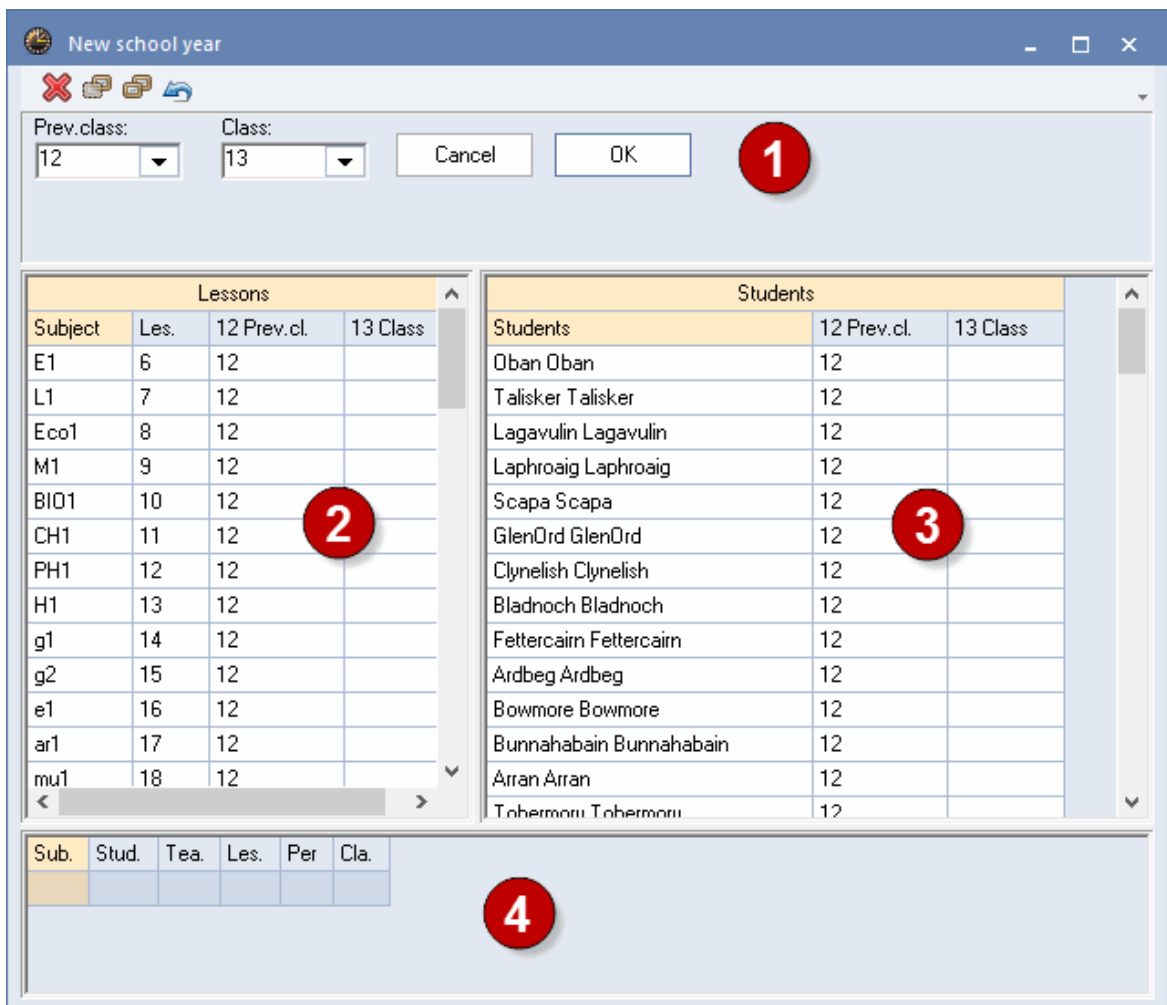 New school year
Prev.class: Class:
12 13 Cancel OK 1
Lessons
Subject Les. 12 Prev.cl. 13 Class
E1 6 12
L1 7 12
Eco1 8 12
M1 9 12
BIO1 10 12
CH1 11 12
PH1 12 12
H1 13 12
g1 14 12
g2 15 12
e1 16 12
ar1 17 12
mu1 18 12
2
Students
Students 12 Prev.cl. 13 Class
Oban Oban 12
Talisker Talisker 12
Lagavulin Lagavulin 12
Laphroaig Laphroaig 12
Scapa Scapa 12
GlenOrd GlenOrd 12
Clynelish Clynelish 12
Bladnoch Bladnoch 12
Fettercairn Fettercairn 12
Ardbeg Ardbeg 12
Bowmore Bowmore 12
Bunnahabain Bunnahabain 12
Arran Arran 12
Tobermory Tobermory 12
3
Sub. Stud. Tea. Les. Per Cla.
4